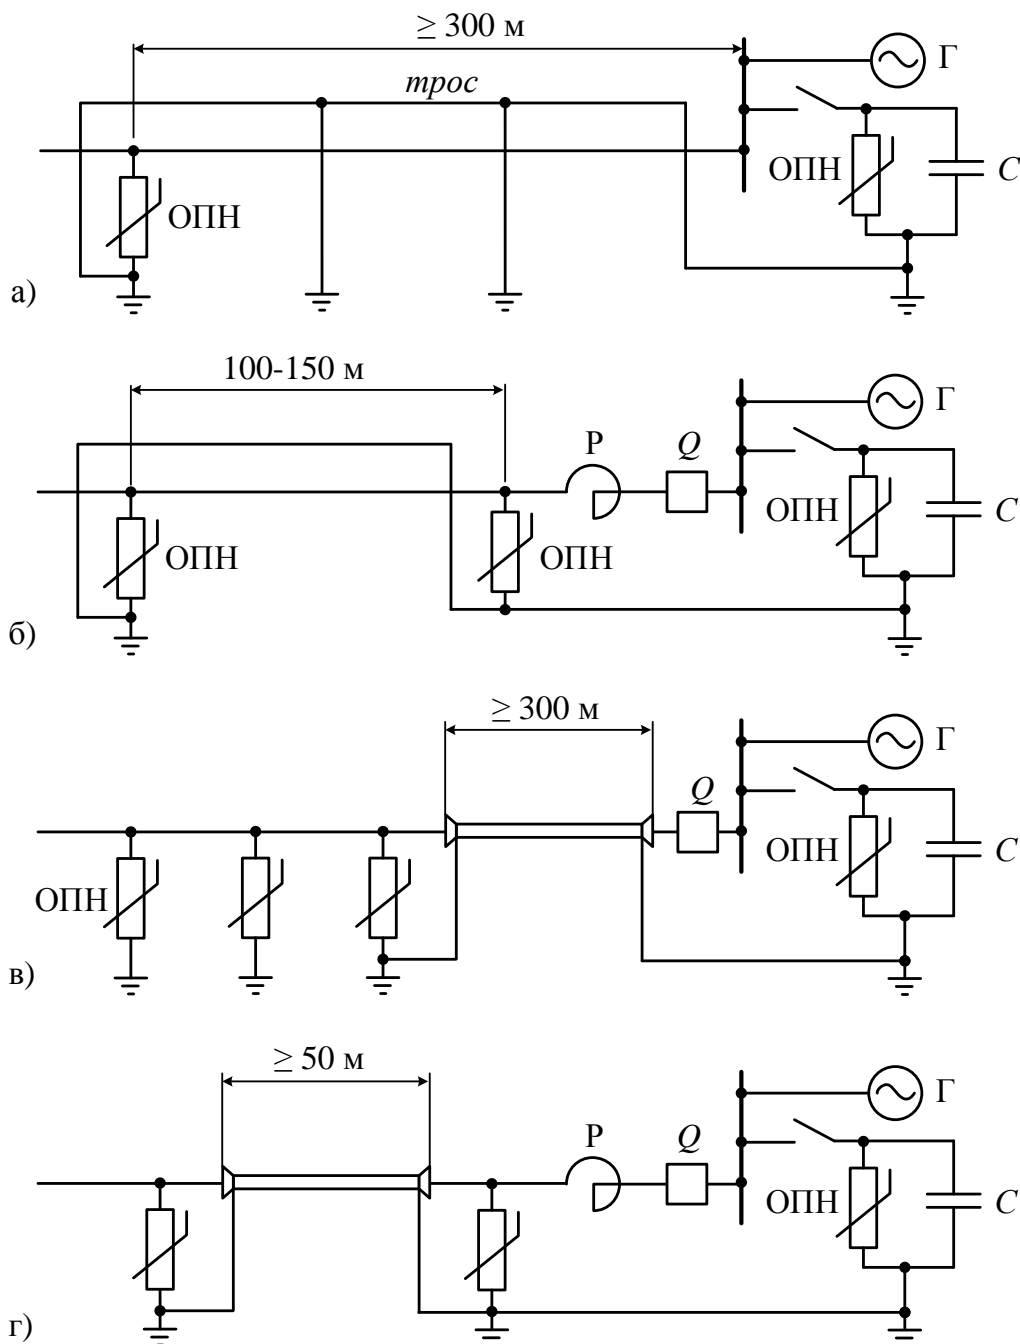 ≥ 300 м
Г
трос
ОПН
C
ОПН
а)
100-150 м
Г
Р
Q
ОПН
C
ОПН
ОПН
б)
≥ 300 м
Г
Q
ОПН
C
ОПН
в)
≥ 50 м
Г
Р
Q
ОПН
C
г)